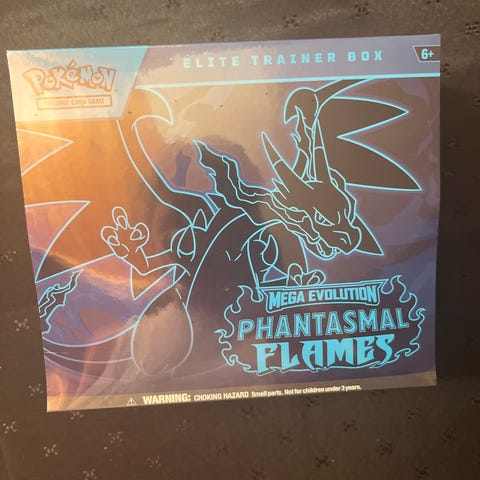 ELITE TRAINER BOX
6+
POKéMON
TRADING CARD GAME
MEGA EVOLUTION
PHANTASMAL
FLAMES
WARNING: CHOKING HAZARD Small parts. Not for children under 3 years.